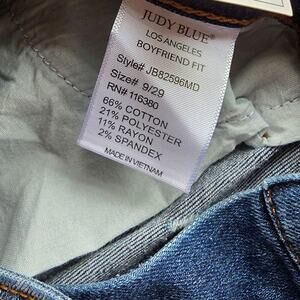 JUDY BLUE
LOS ANGELES
BOYFRIEND FIT
Style# JB82596MD
Size# 9/29
RN# 116380
66% COTTON
21% POLYESTER
11% RAYON
2% SPANDEX
MADE IN VIETNAM